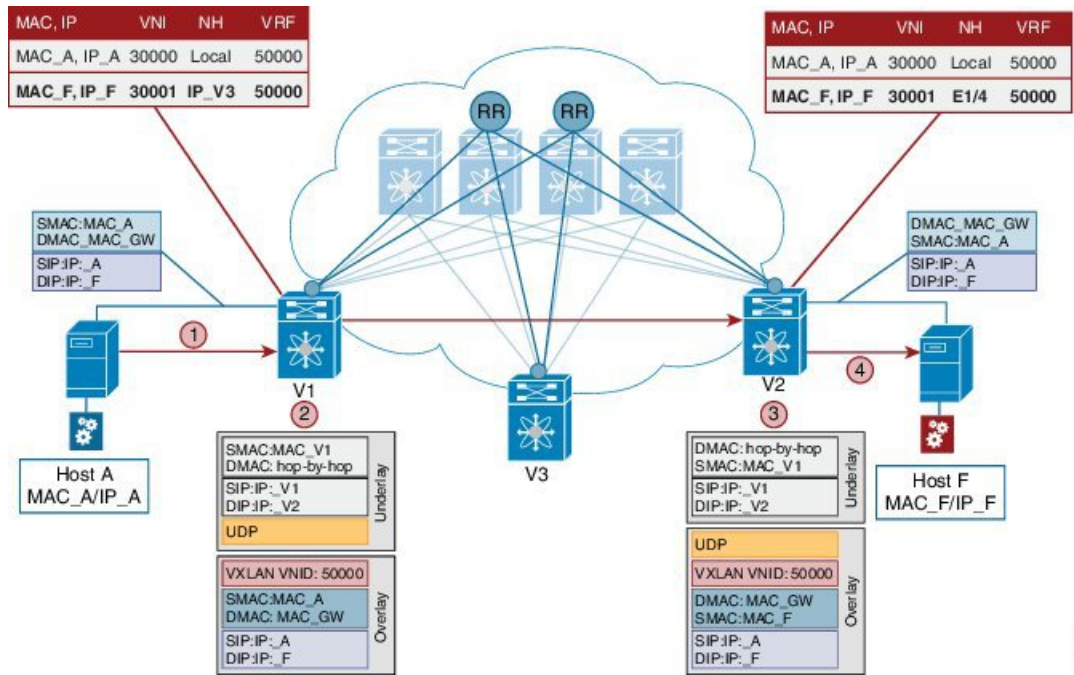 MAC, IP VNI NH VRF
MAC_A, IP_A 30000 Local 50000
MAC_F, IP_F 30001 IP_V3 50000
MAC, IP VNI NH VRF
MAC_A, IP_A 30000 Local 50000
MAC_F, IP_F 30001 E1/4 50000
RR
RR
SMAC:MAC_A
DMAC_MAC_GW
SIP:IP:_A
DIP:IP:_F
DMAC_MAC_GW
SMAC:MAC_A
SIP:IP:_A
DIP:IP:_F
1
V1
2
V3
V2
3
4
Host A
MAC_A/IP_A
Host F
MAC_F/IP_F
SMAC:MAC_V1
DMAC: hop-by-hop
SIP:IP:_V1
DIP:IP:_V2
UDP
Underlay
VXLAN VNID: 50000
SMAC:MAC_A
DMAC: MAC_GW
SIP:IP:_A
DIP:IP:_F
Overlay
DMAC: hop-by-hop
SMAC:MAC_V1
SIP:IP:_V1
DIP:IP:_V2
Underlay
UDP
VXLAN VNID: 50000
DMAC: MAC_GW
SMAC:MAC_F
SIP:IP:_A
DIP:IP:_F
Overlay